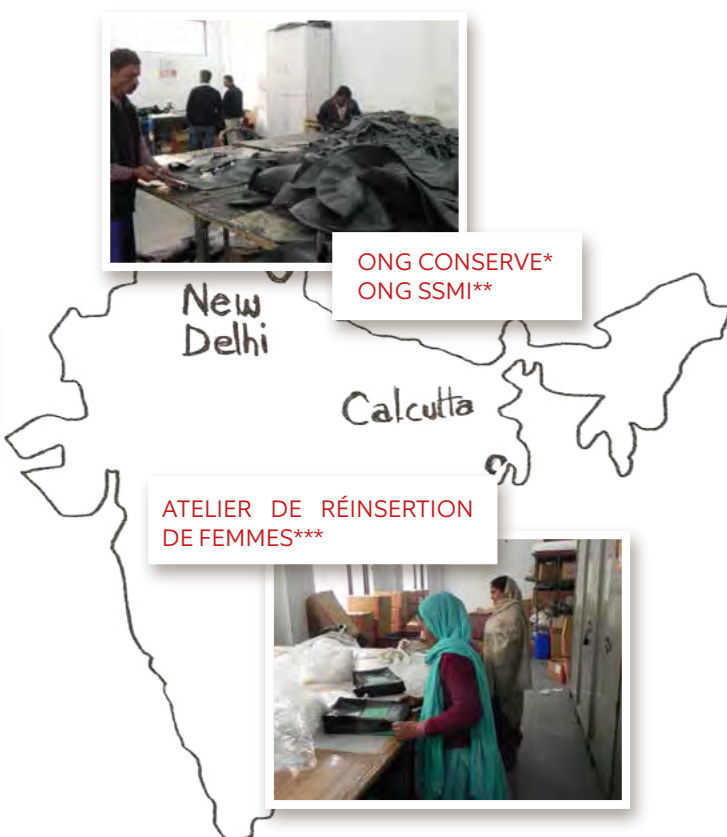 ONG CONSERVE*
ONG SSMI**
New
Delhi
Calcutta
ATELIER DE RÉINSERTION
DE FEMMES***